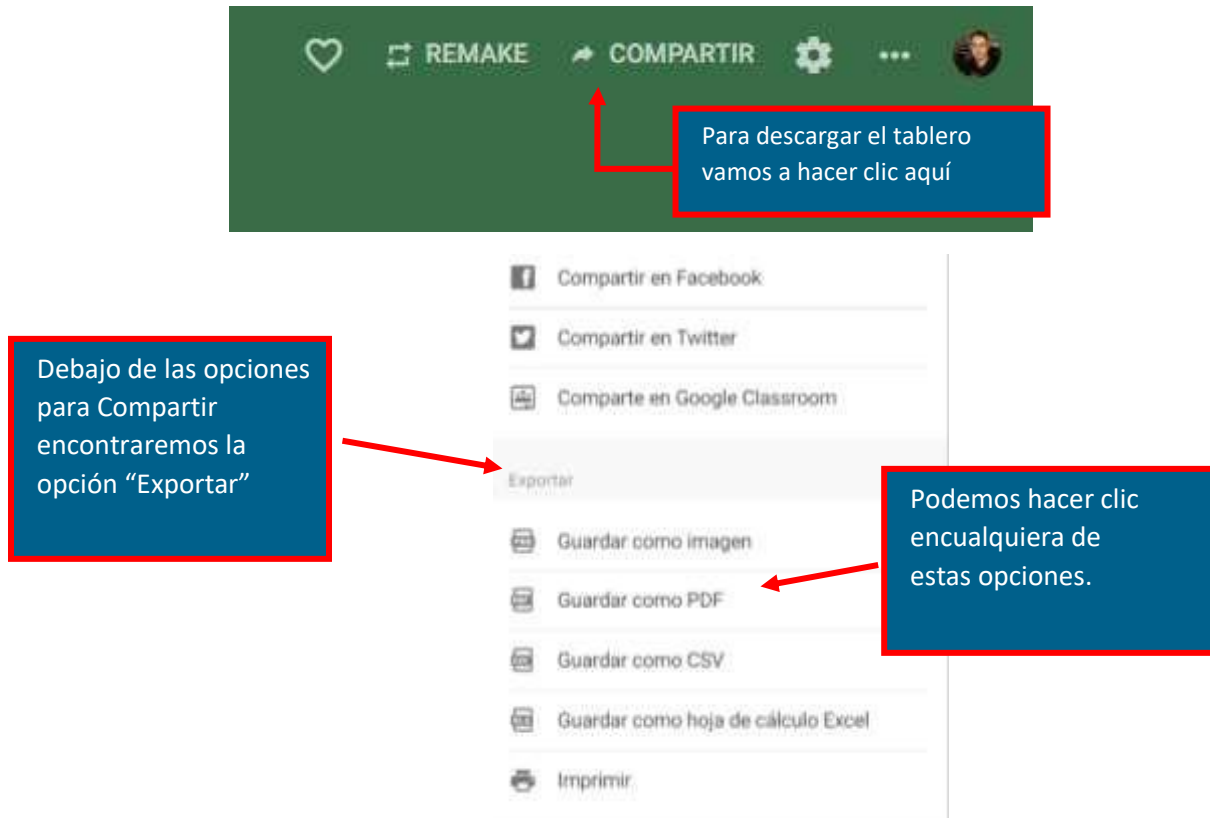 REMAKE
COMPARTIR
Para descargar el tablero
vamos a hacer clic aquí
Compartir en Facebook
Compartir en Twitter
Comparte en Google Classroom
Debajo de las opciones
para Compartir
encontraremos la
opción “Exportar”
Exportar
Podemos hacer clic
encualquiera de
estas opciones.
Guardar como imagen
Guardar como PDF
Guardar como CSV
Guardar como hoja de cálculo Excel
Imprimir